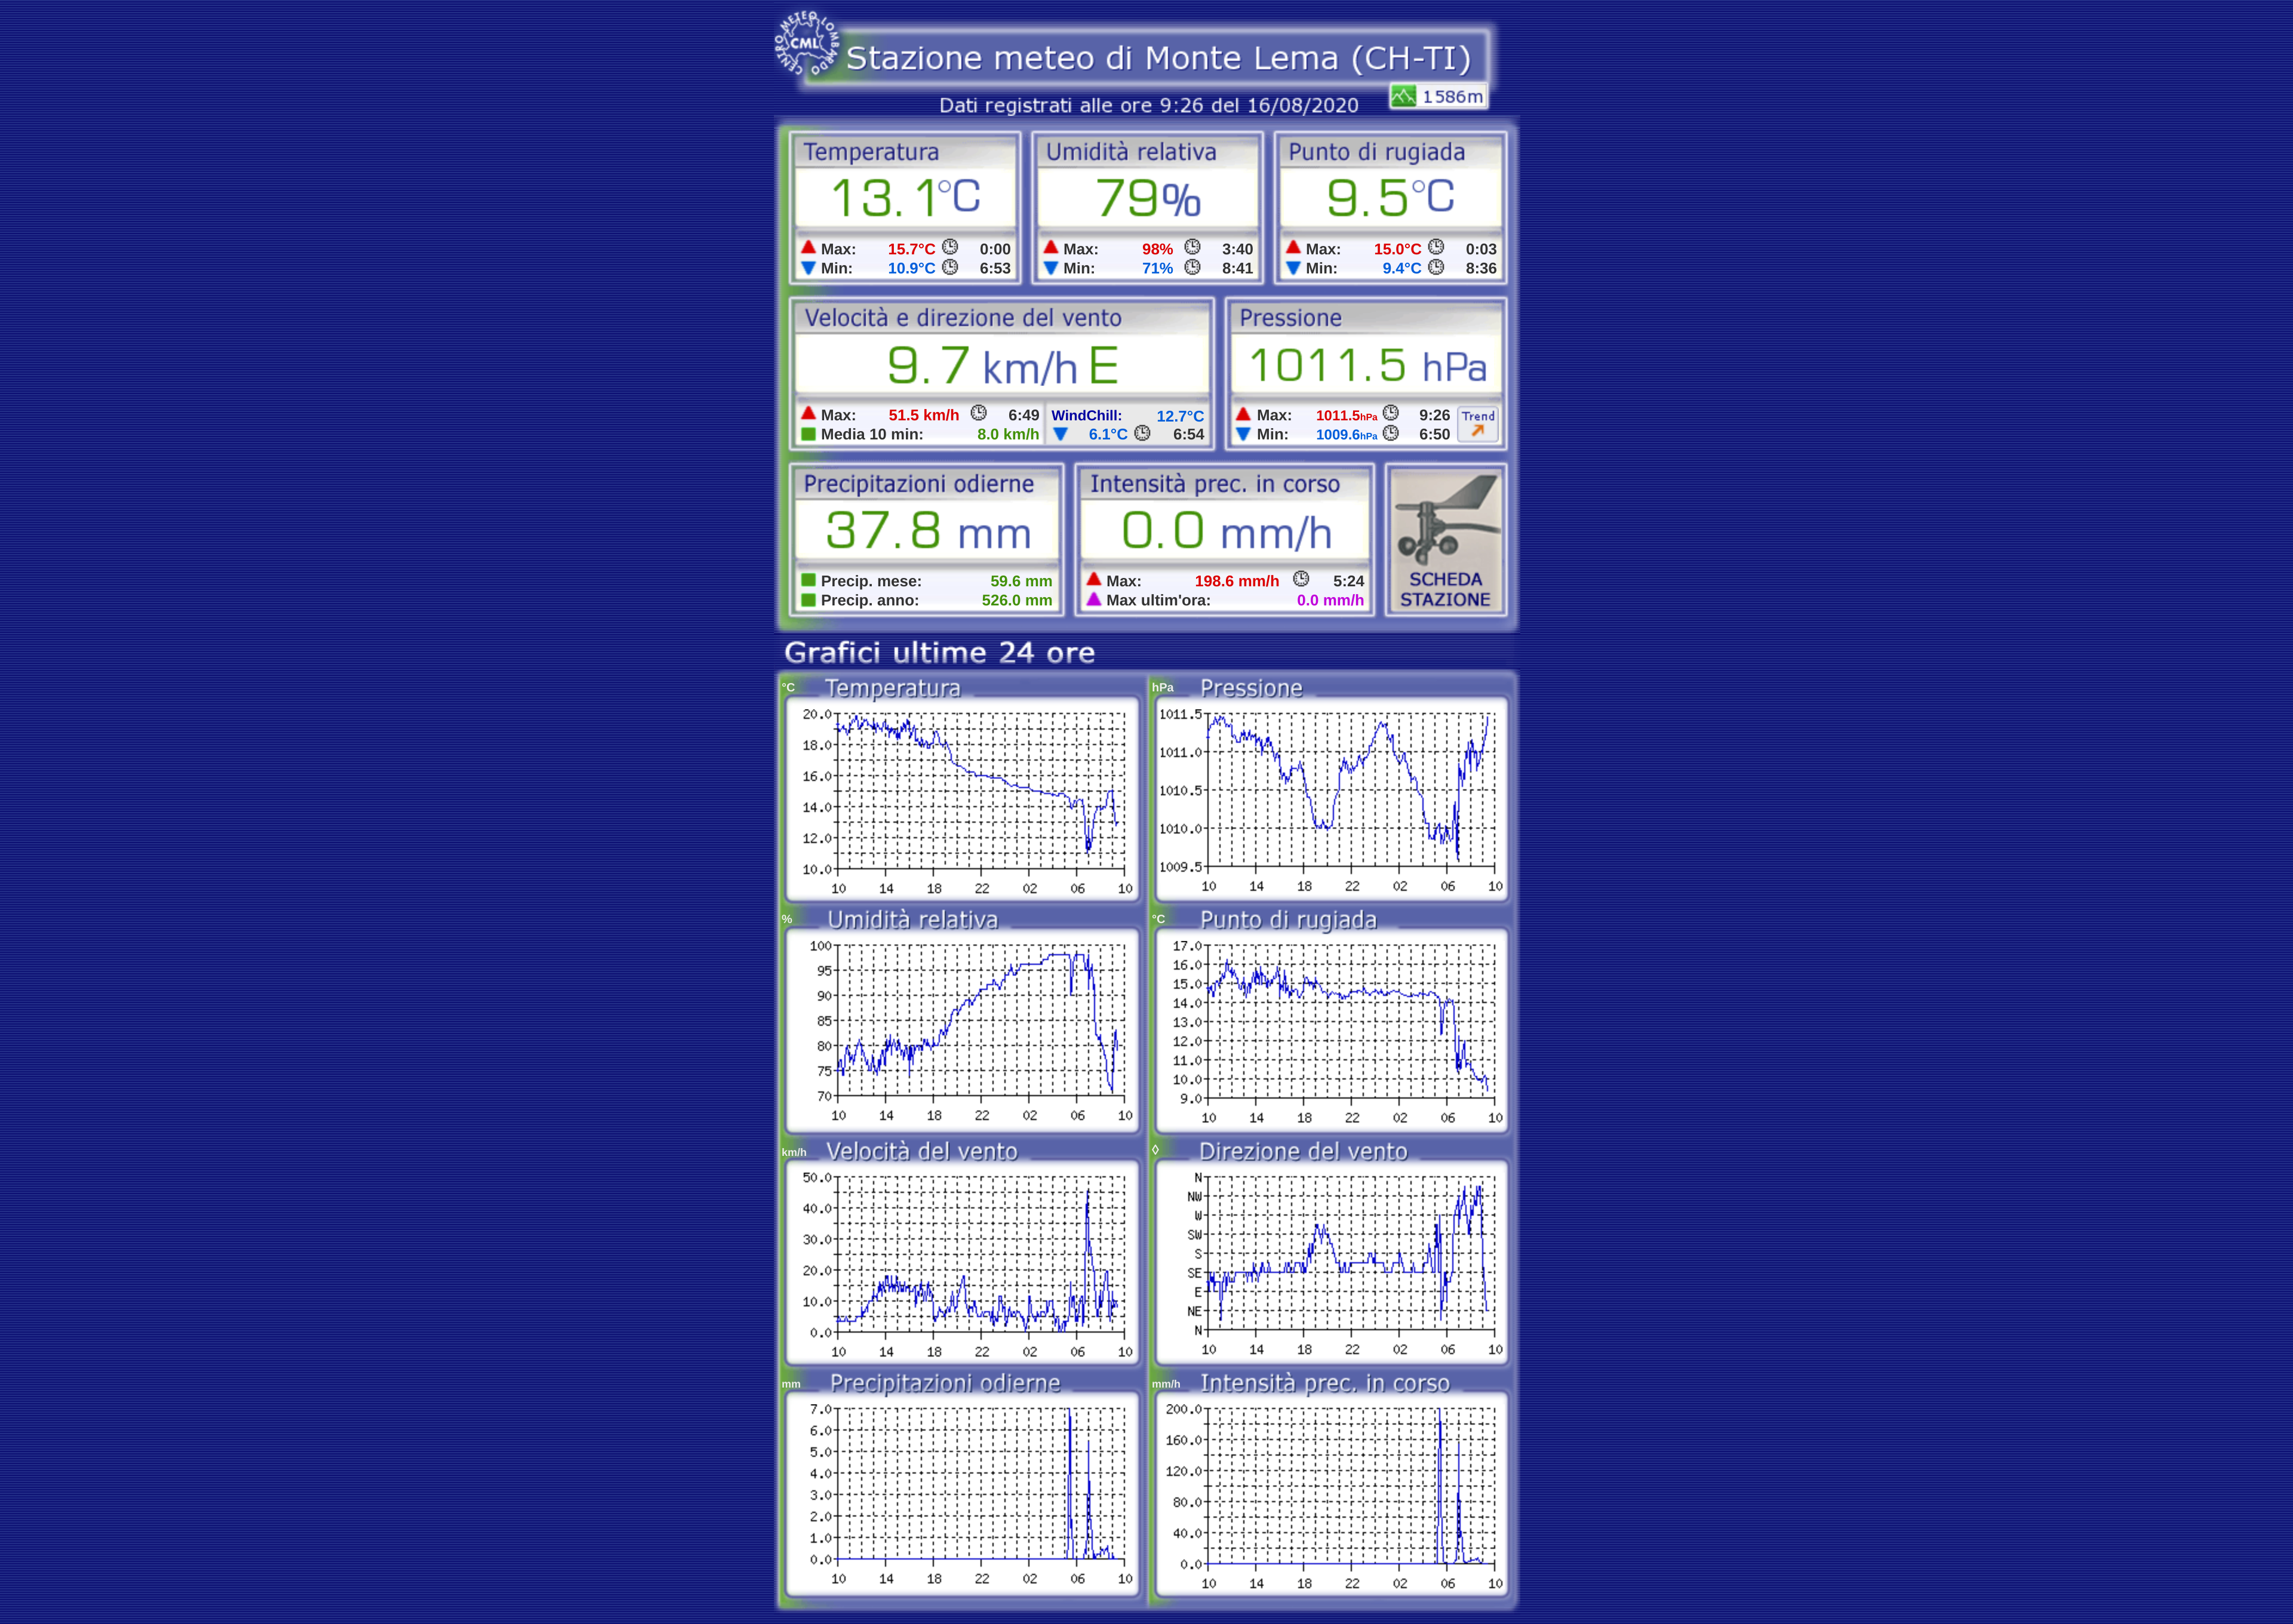 CENTRO METEO LOMBARDO
CML
Stazione meteo di Monte Lema (CH-TI)
Dati registrati alle ore 9:26 del 16/08/2020
1586m
Temperatura
13.1°C
Max: 15.7°C 0:00
Min: 10.9°C 6:53
Umidità relativa
79%
Max: 98% 3:40
Min: 71% 8:41
Punto di rugiada
9.5°C
Max: 15.0°C 0:03
Min: 9.4°C 8:36
Velocità e direzione del vento
9.7 km/h E
Max: 51.5 km/h 6:49
Media 10 min: 8.0 km/h
WindChill: 12.7°C
6.1°C 6:54
Pressione
1011.5 hPa
Max: 1011.5hPa 9:26
Min: 1009.6hPa 6:50
Trend
Precipitazioni odierne
37.8 mm
Precip. mese: 59.6 mm
Precip. anno: 526.0 mm
Intensità prec. in corso
0.0 mm/h
Max: 198.6 mm/h 5:24
Max ultim'ora: 0.0 mm/h
SCHEDA
STAZIONE
Grafici ultime 24 ore
°C Temperatura
20.0
18.0
16.0
14.0
12.0
10.0
10 14 18 22 02 06 10
hPa Pressione
1011.5
1011.0
1010.5
1010.0
1009.5
10 14 18 22 02 06 10
% Umidità relativa
100
95
90
85
80
75
70
10 14 18 22 02 06 10
°C Punto di rugiada
17.0
16.0
15.0
14.0
13.0
12.0
11.0
10.0
9.0
10 14 18 22 02 06 10
km/h Velocità del vento
50.0
40.0
30.0
20.0
10.0
0.0
10 14 18 22 02 06 10
◊ Direzione del vento
N
NW
W
SW
S
SE
E
NE
N
10 14 18 22 02 06 10
mm Precipitazioni odierne
7.0
6.0
5.0
4.0
3.0
2.0
1.0
0.0
10 14 18 22 02 06 10
mm/h Intensità prec. in corso
200.0
160.0
120.0
80.0
40.0
0.0
10 14 18 22 02 06 10